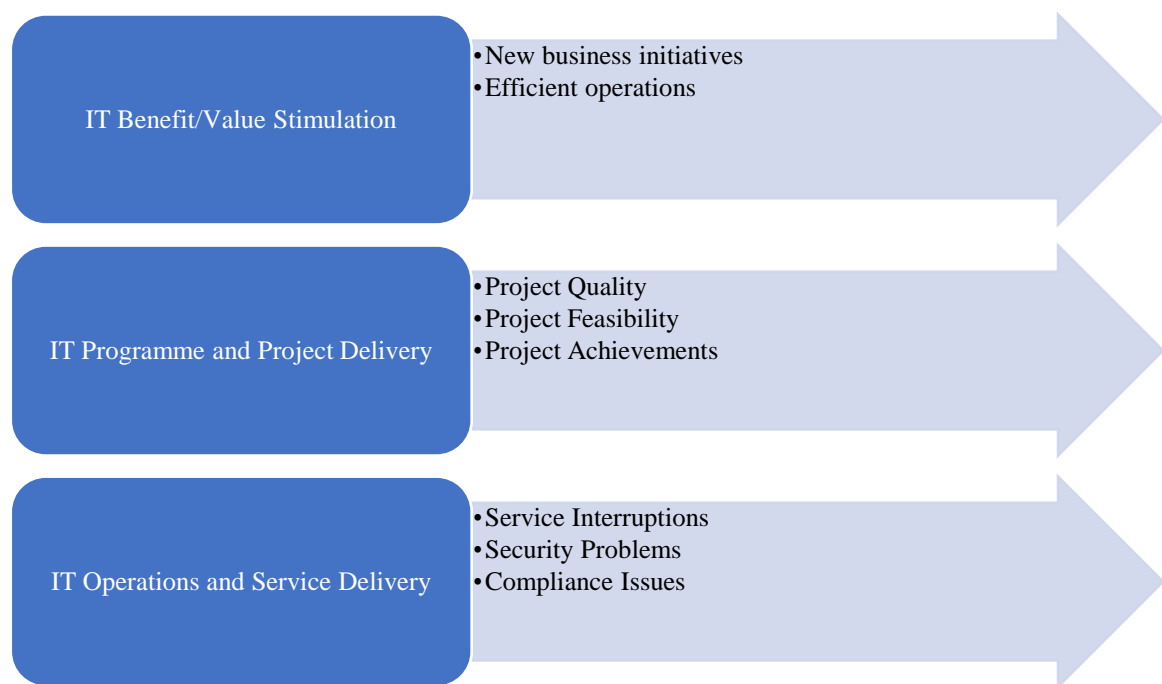 IT Benefit/Value Stimulation
•New business initiatives
•Efficient operations
IT Programme and Project Delivery
•Project Quality
•Project Feasibility
•Project Achievements
IT Operations and Service Delivery
•Service Interruptions
•Security Problems
•Compliance Issues